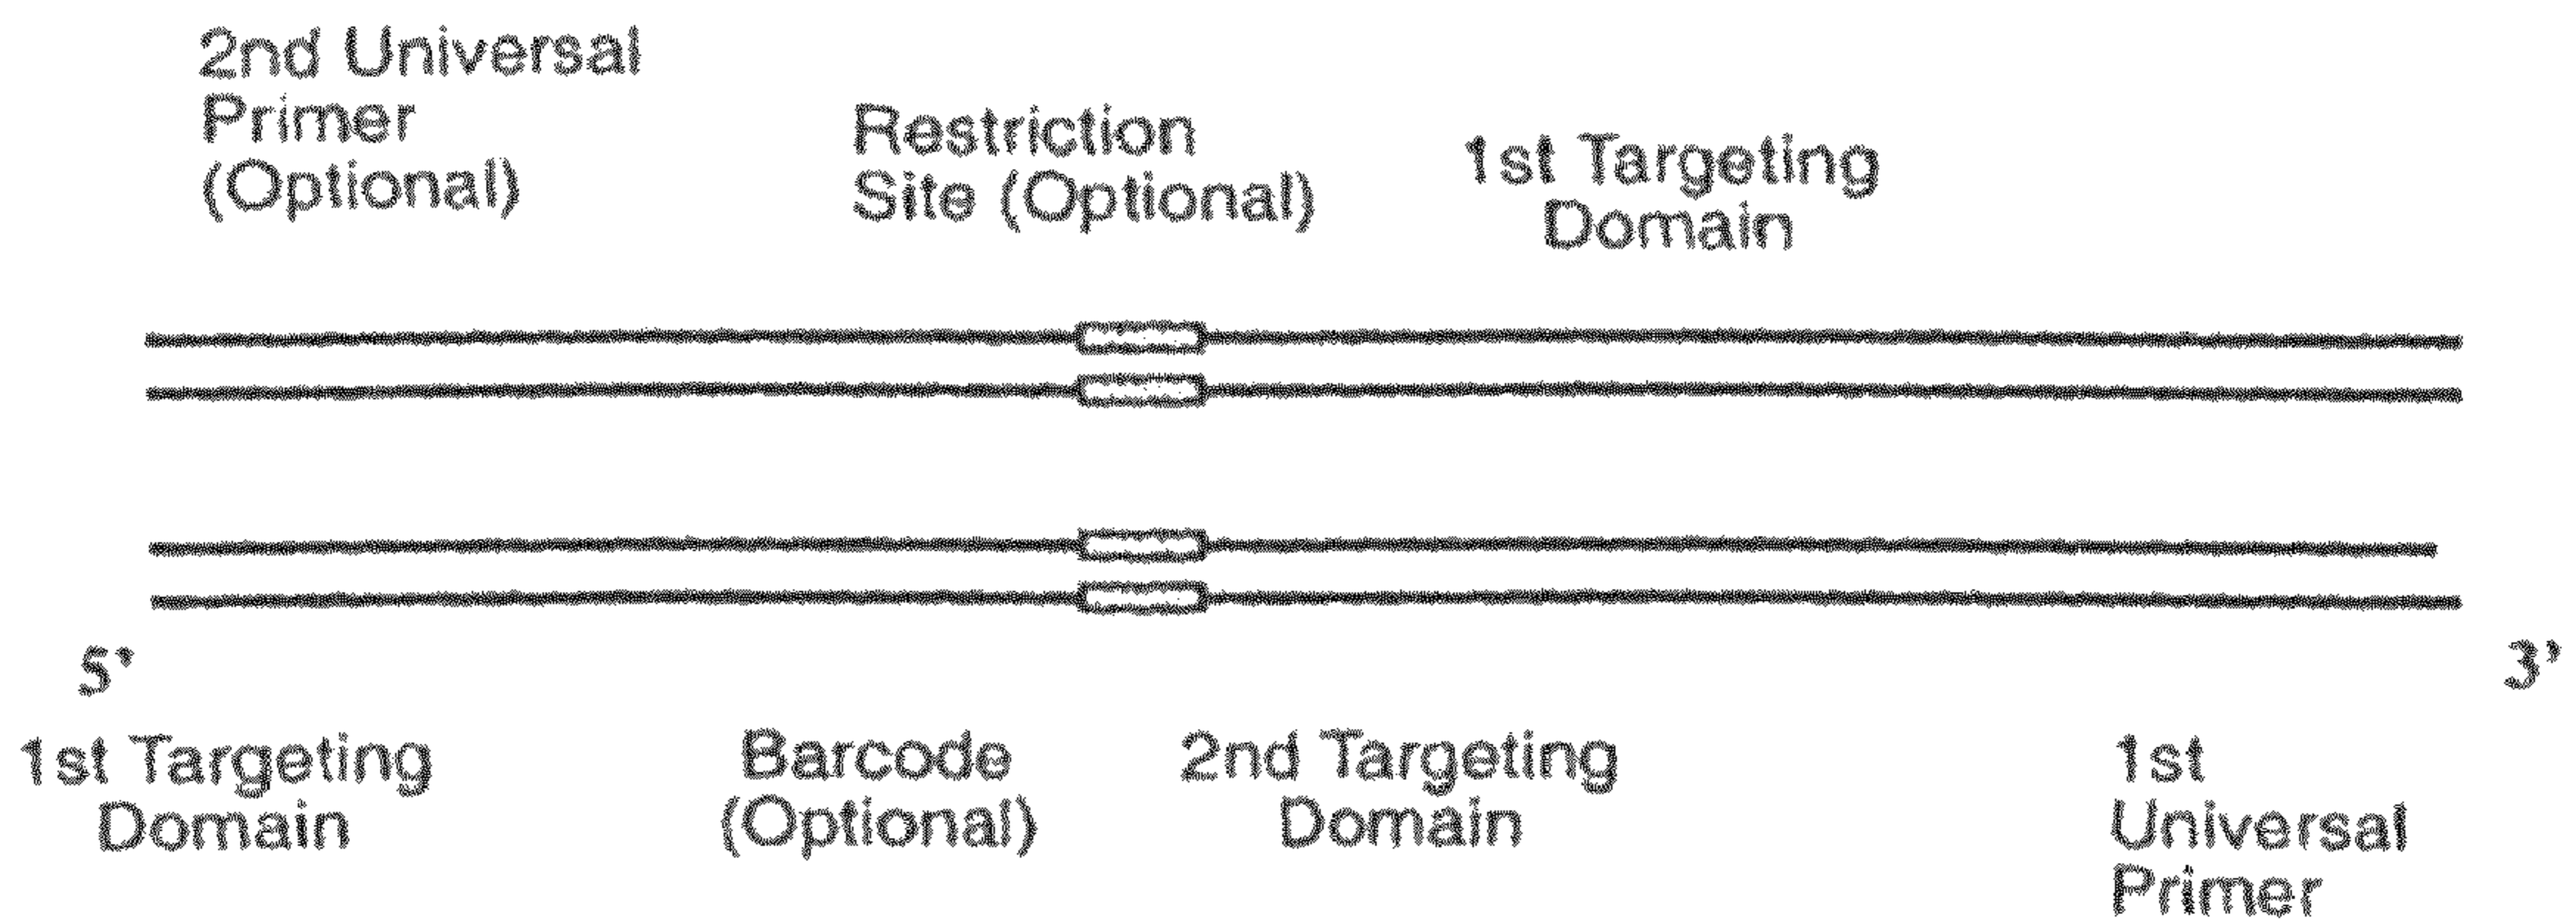 2nd Universal
Primer
(Optional)
Restriction
Site (Optional)
1st Targeting
Domain
5'
3'
1st Targeting
Domain
Barcode
(Optional)
2nd Targeting
Domain
1st
Universal
Primer